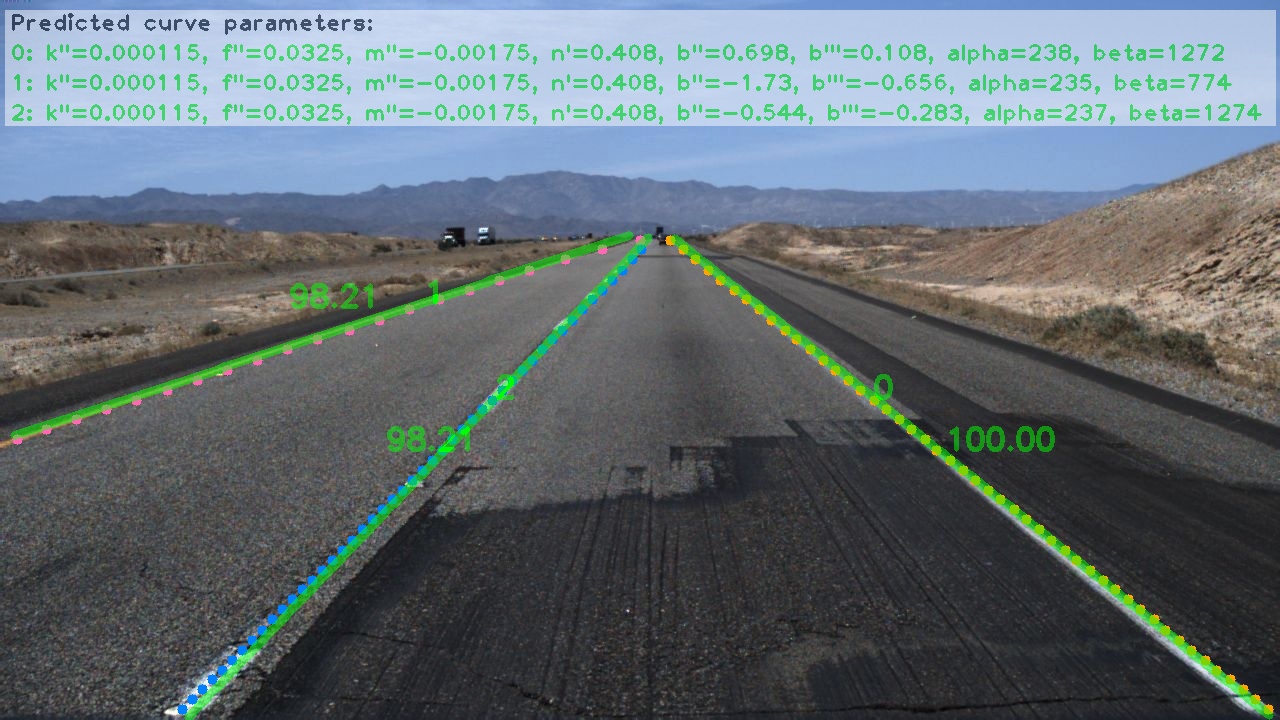 Predicted curve parameters:
0: k''=0.000115, f''=0.0325, m''=−0.00175, n'=0.408, b''=0.698, b'''=0.108, alpha=238, beta=1272
1: k''=0.000115, f''=0.0325, m''=−0.00175, n'=0.408, b''=−1.73, b'''=−0.656, alpha=235, beta=774
2: k''=0.000115, f''=0.0325, m''=−0.00175, n'=0.408, b''=−0.544, b'''=−0.283, alpha=237, beta=1274
98.21 1
2 0
98.21 100.00